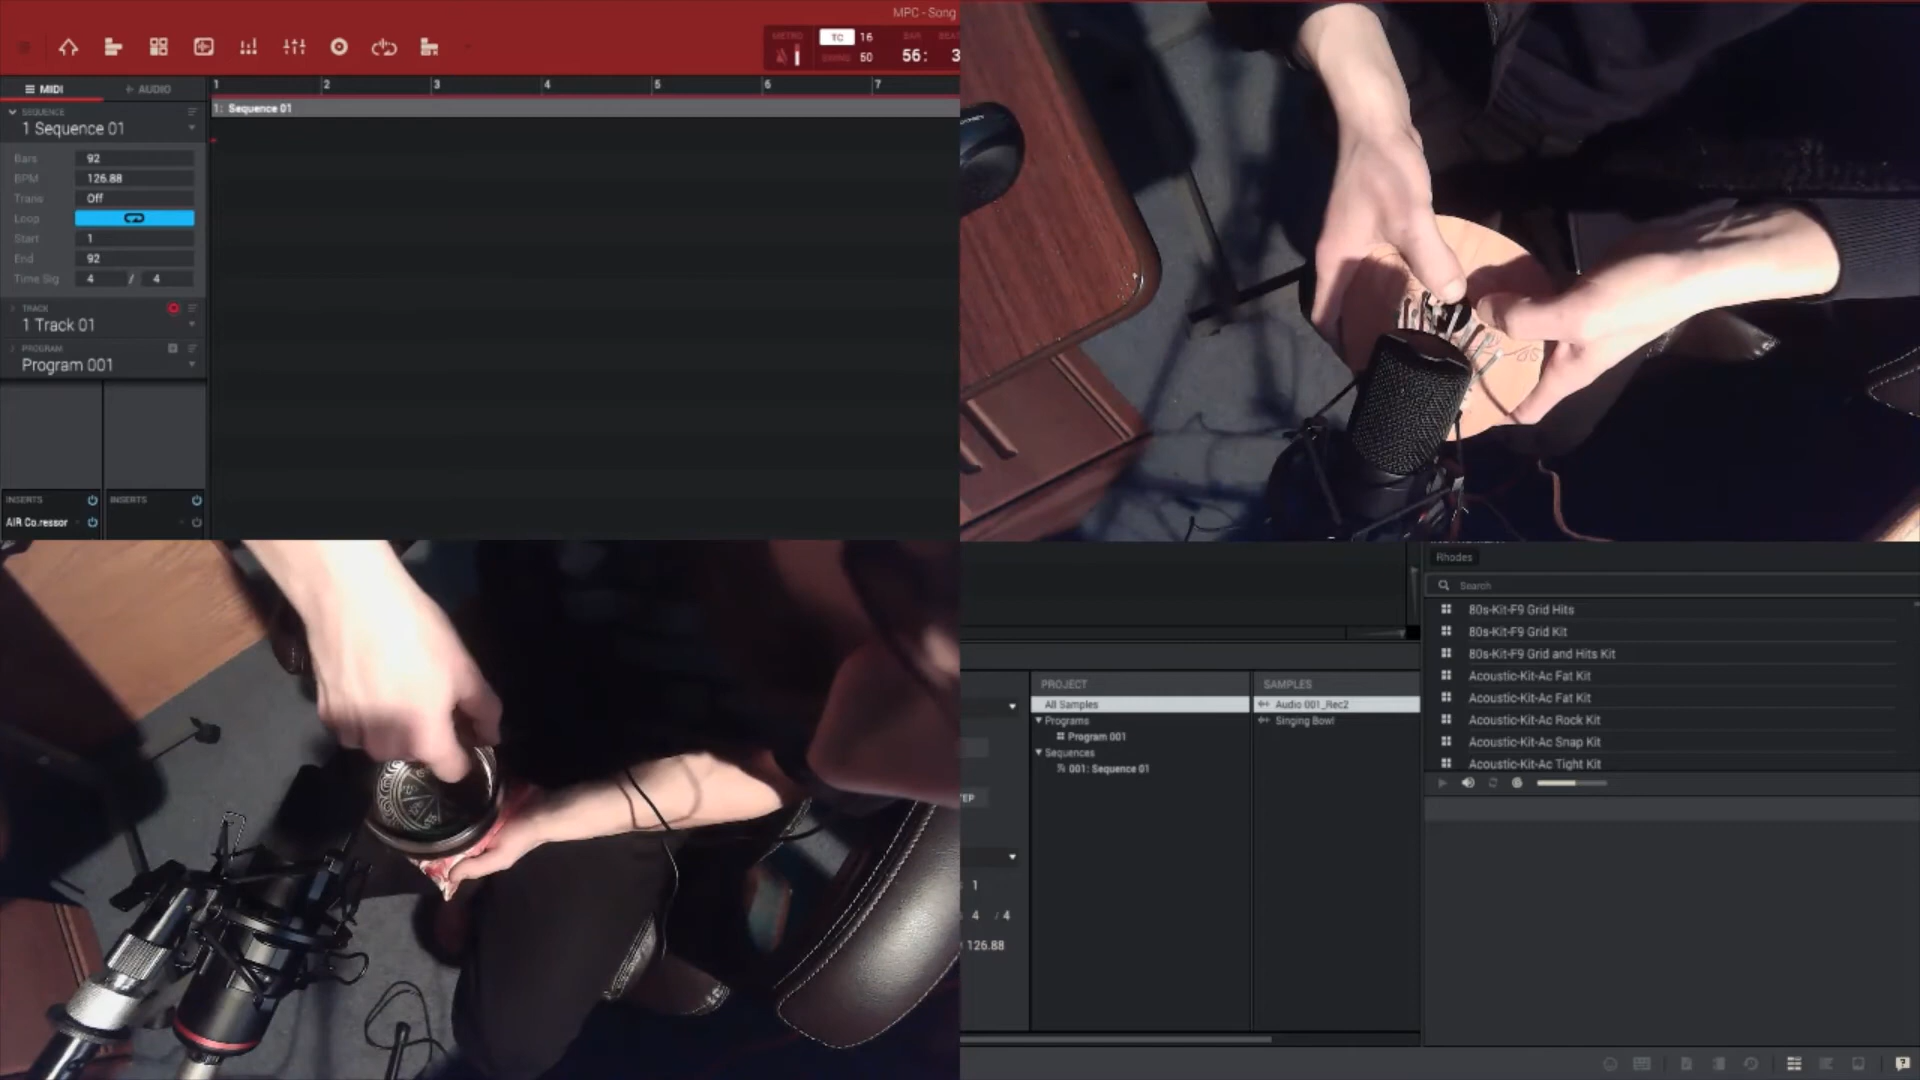 MPC - Song
METRO
TC 16
SWING 50
BAR
56:
3
MIDI
+ AUDIO
1 2 3 4 5 6 7
1: Sequence 01
SEQUENCE
1 Sequence 01
Bars 92
BPM 126.88
Trans Off
Loop
Start 1
End 92
Time Sig 4 / 4
TRACK
1 Track 01
PROGRAM
Program 001
INSERTS INSERTS
AIR Co.ressor
Rhodes
Search
80s-Kit-F9 Grid Hits
80s-Kit-F9 Grid Kit
80s-Kit-F9 Grid and Hits Kit
Acoustic-Kit-Ac Fat Kit
Acoustic-Kit-Ac Fat Kit
Acoustic-Kit-Ac Rock Kit
Acoustic-Kit-Ac Snap Kit
Acoustic-Kit-Ac Tight Kit
PROJECT
All Samples
Programs
Program 001
Sequences
001: Sequence 01
SAMPLES
Audio 001_Rec2
Singing Bowl
1
4 / 4
126.88